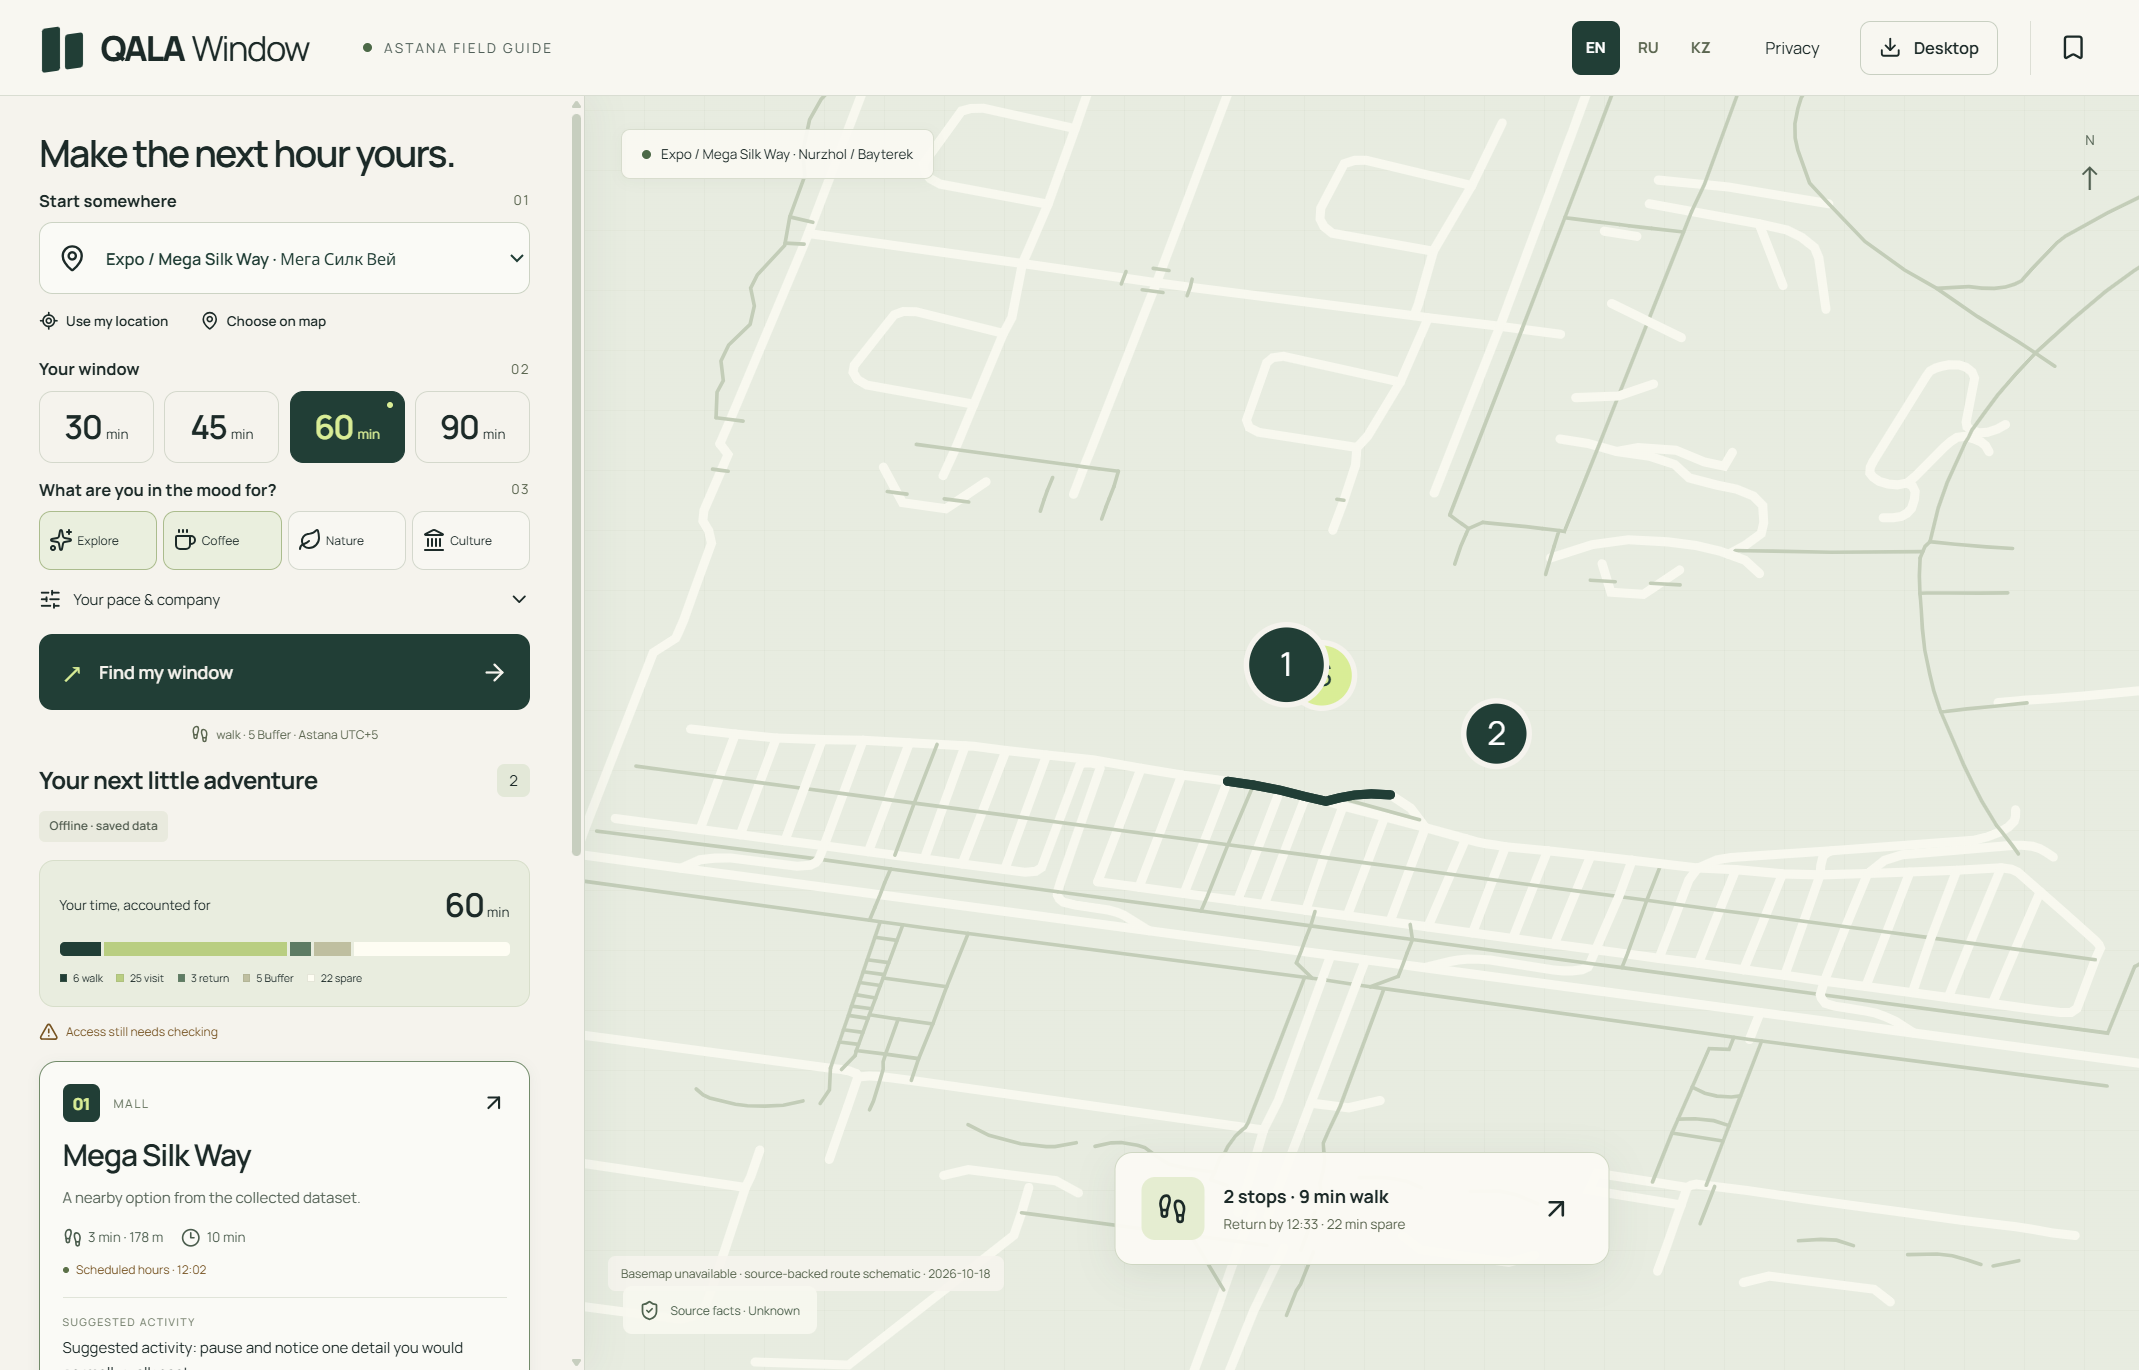 QALA Window
ASTANA FIELD GUIDE
EN
RU
KZ
Privacy
Desktop
Make the next hour yours.
Start somewhere
01
Expo / Mega Silk Way · Мега Силк Вей
Use my location
Choose on map
Your window
02
30 min
45 min
60 min
90 min
What are you in the mood for?
03
Explore
Coffee
Nature
Culture
Your pace & company
Find my window
walk · 5 Buffer · Astana UTC+5
Your next little adventure
2
Offline · saved data
Your time, accounted for
60 min
6 walk
25 visit
3 return
5 Buffer
22 spare
Access still needs checking
01
MALL
Mega Silk Way
A nearby option from the collected dataset.
3 min · 178 m
10 min
Scheduled hours · 12:02
SUGGESTED ACTIVITY
Suggested activity: pause and notice one detail you would
Expo / Mega Silk Way · Nurzhol / Bayterek
N
1
2
2 stops · 9 min walk
Return by 12:33 · 22 min spare
Basemap unavailable · source-backed route schematic · 2026-10-18
Source facts · Unknown